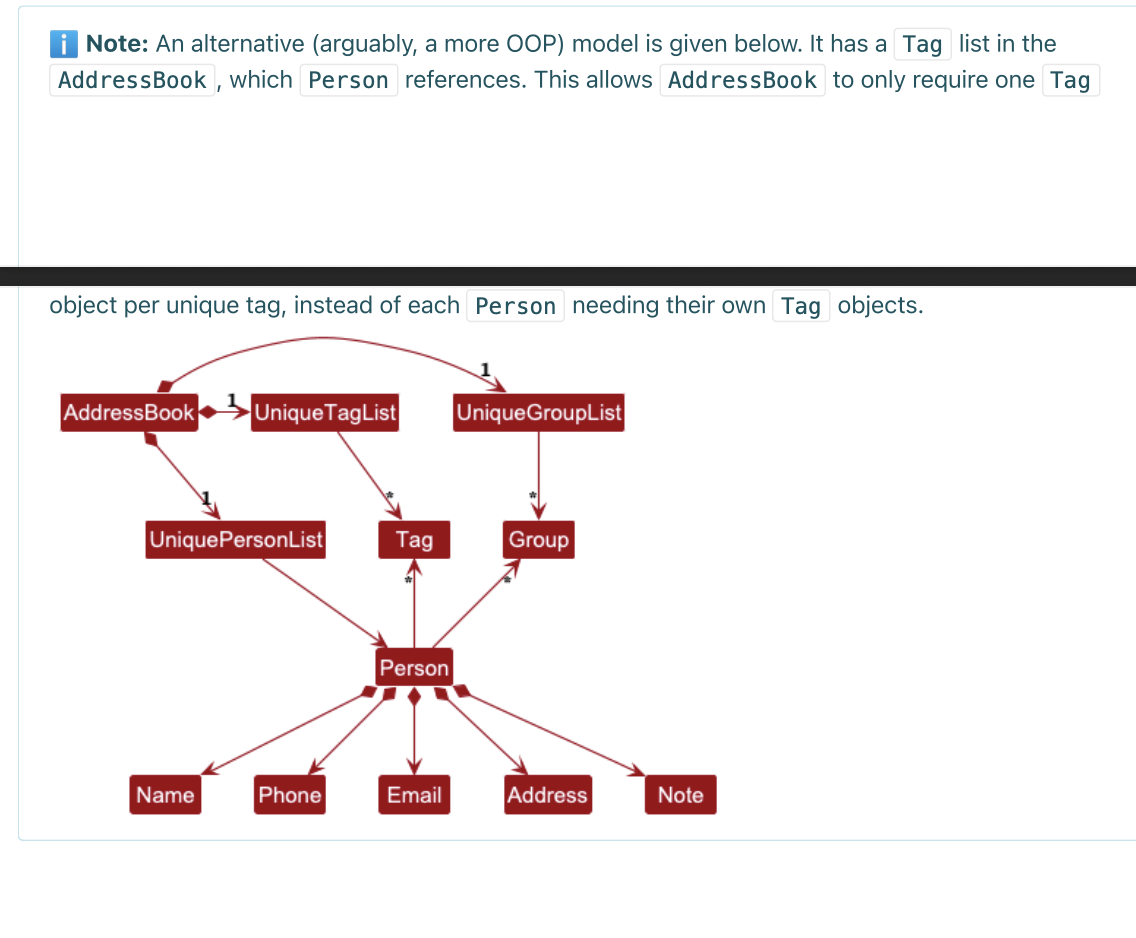 Note: An alternative (arguably, a more OOP) model is given below. It has a Tag list in the
AddressBook, which Person references. This allows AddressBook to only require one Tag
object per unique tag, instead of each Person needing their own Tag objects.
1
AddressBook 1 UniqueTagList UniqueGroupList
1 * *
UniquePersonList Tag Group
* *
Person
Name Phone Email Address Note